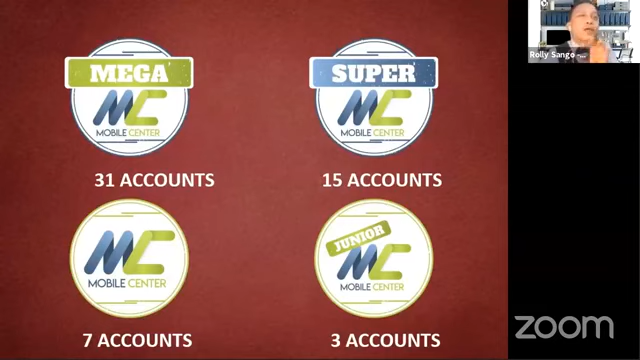 MEGA
MC
MOBILE CENTER
31 ACCOUNTS
SUPER
MC
MOBILE CENTER
15 ACCOUNTS
MC
MOBILE CENTER
7 ACCOUNTS
JUNIOR
MC
MOBILE CENTER
3 ACCOUNTS
Rolly Sango -...
zoom